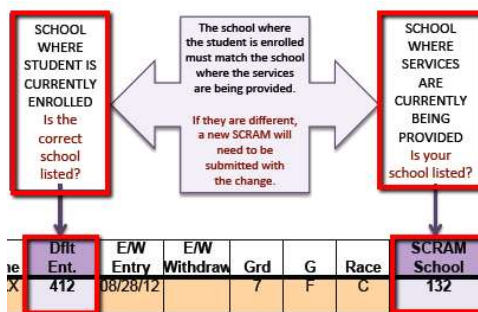 SCHOOL
WHERE
STUDENT IS
CURRENTLY
ENROLLED
Is the
correct
school
listed?
The school where
the student is enrolled
must match the school
where the services
are being provided.
If they are different,
a new SCRAM will
need to be
submitted with
the change.
SCHOOL
WHERE
SERVICES
ARE
CURRENTLY
BEING
PROVIDED
Is your
school listed?
Dflt Ent. E/W Entry E/W Withdraw Grd G Race SCRAM School
412 08/28/12 7 F C 132